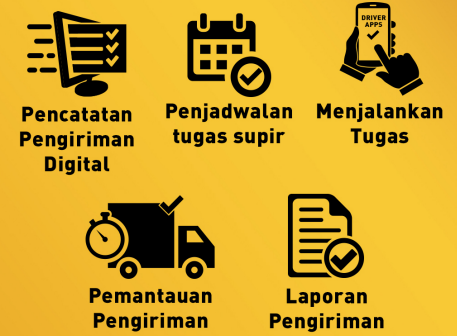 Pencatatan
Pengiriman
Digital
Penjadwalan
tugas supir
DRIVER
APPS
Menjalankan
Tugas
Pemantauan
Pengiriman
Laporan
Pengiriman